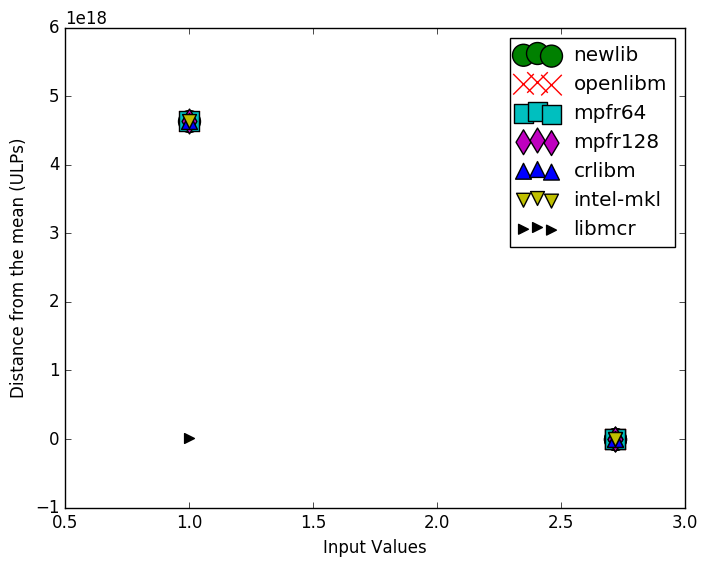 1e18
6
5
4
3
2
1
0
−1
0.5 1.0 1.5 2.0 2.5 3.0
Distance from the mean (ULPs)
Input Values
newlib
openlibm
mpfr64
mpfr128
crlibm
intel-mkl
libmcr